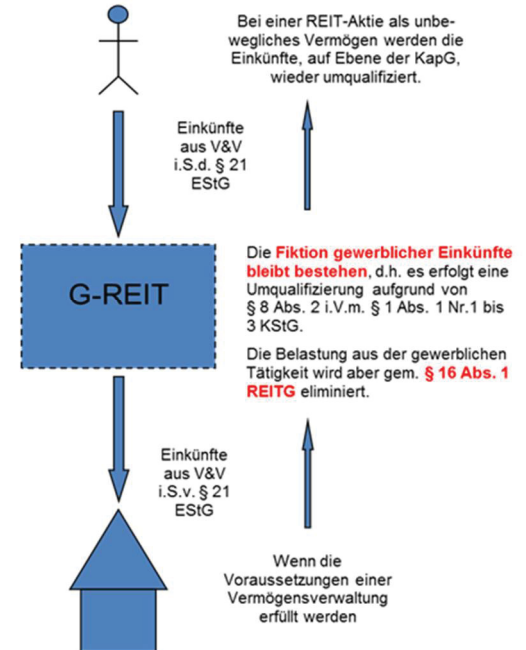 Bei einer REIT-Aktie als unbe-
wegliches Vermögen werden die
Einkünfte, auf Ebene der KapG,
wieder umqualifiziert.
Einkünfte
aus V&V
i.S.d. § 21
EStG
G-REIT
Die Fiktion gewerblicher Einkünfte
bleibt bestehen, d.h. es erfolgt eine
Umqualifizierung aufgrund von
§ 8 Abs. 2 i.V.m. § 1 Abs. 1 Nr.1 bis
3 KStG.
Die Belastung aus der gewerblichen
Tätigkeit wird aber gem. § 16 Abs. 1
REITG eliminiert.
Einkünfte
aus V&V
i.S.v. § 21
EStG
Wenn die
Voraussetzungen einer
Vermögensverwaltung
erfüllt werden